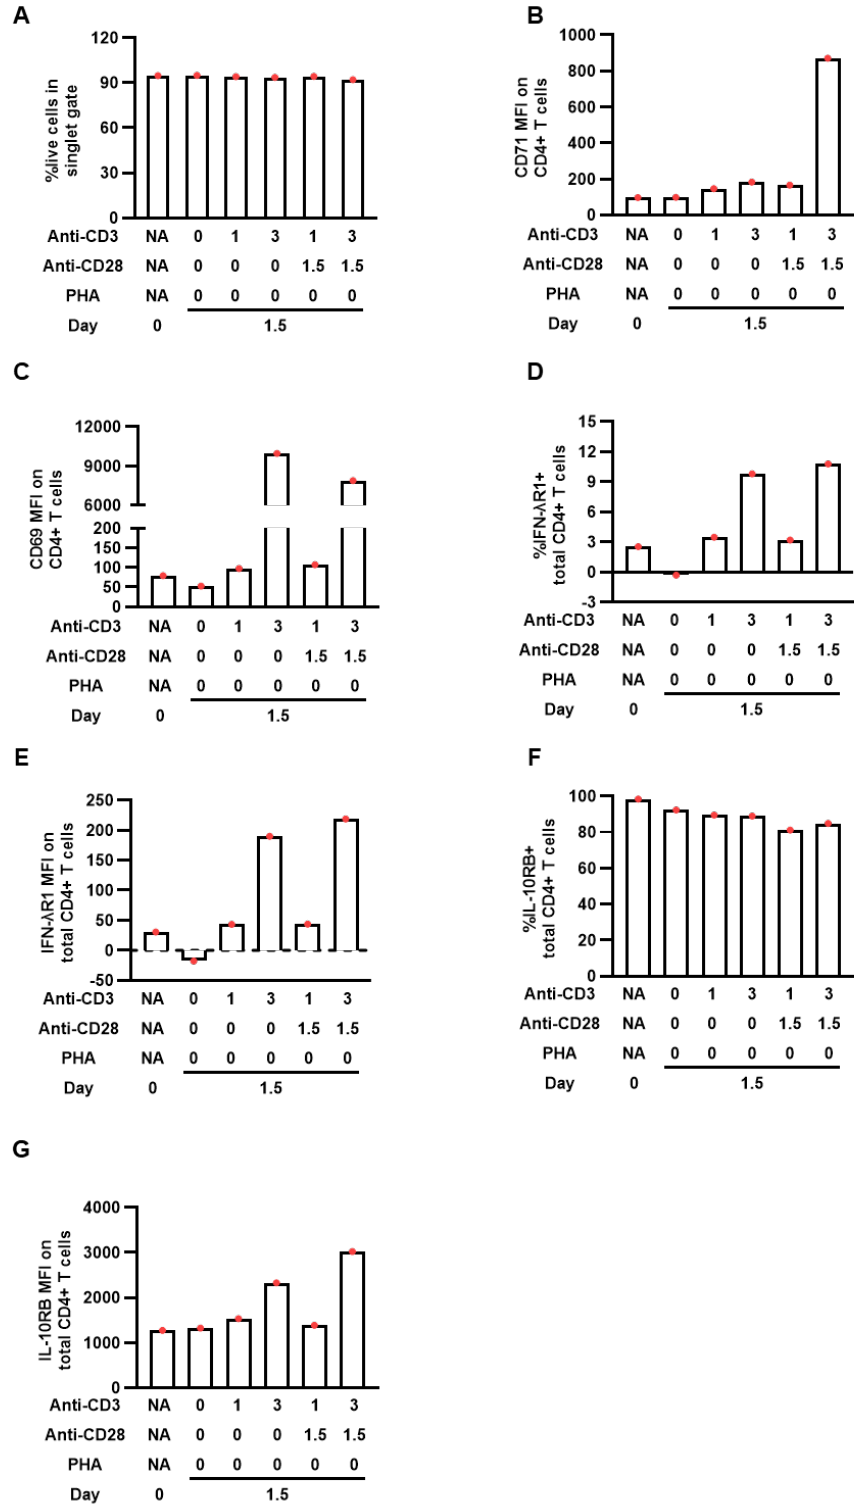 A
%live cells in
singlet gate
120
90
60
30
0
Anti-CD3 NA 0 1 3 1 3
Anti-CD28 NA 0 0 0 1.5 1.5
PHA NA 0 0 0 0 0
Day 0 1.5
B
CD71 MFI on
CD4+ T cells
1000
800
600
400
200
0
Anti-CD3 NA 0 1 3 1 3
Anti-CD28 NA 0 0 0 1.5 1.5
PHA NA 0 0 0 0 0
Day 0 1.5
C
CD69 MFI on
CD4+ T cells
12000
9000
6000
200
150
100
50
0
Anti-CD3 NA 0 1 3 1 3
Anti-CD28 NA 0 0 0 1.5 1.5
PHA NA 0 0 0 0 0
Day 0 1.5
D
%IFN-λR1+
total CD4+ T cells
15
12
9
6
3
0
-3
Anti-CD3 NA 0 1 3 1 3
Anti-CD28 NA 0 0 0 1.5 1.5
PHA NA 0 0 0 0 0
Day 0 1.5
E
IFN-λR1 MFI on
total CD4+ T cells
250
200
150
100
50
0
-50
Anti-CD3 NA 0 1 3 1 3
Anti-CD28 NA 0 0 0 1.5 1.5
PHA NA 0 0 0 0 0
Day 0 1.5
F
%IL-10RB+
total CD4+ T cells
100
80
60
40
20
0
Anti-CD3 NA 0 1 3 1 3
Anti-CD28 NA 0 0 0 1.5 1.5
PHA NA 0 0 0 0 0
Day 0 1.5
G
IL-10RB MFI on
total CD4+ T cells
4000
3000
2000
1000
0
Anti-CD3 NA 0 1 3 1 3
Anti-CD28 NA 0 0 0 1.5 1.5
PHA NA 0 0 0 0 0
Day 0 1.5